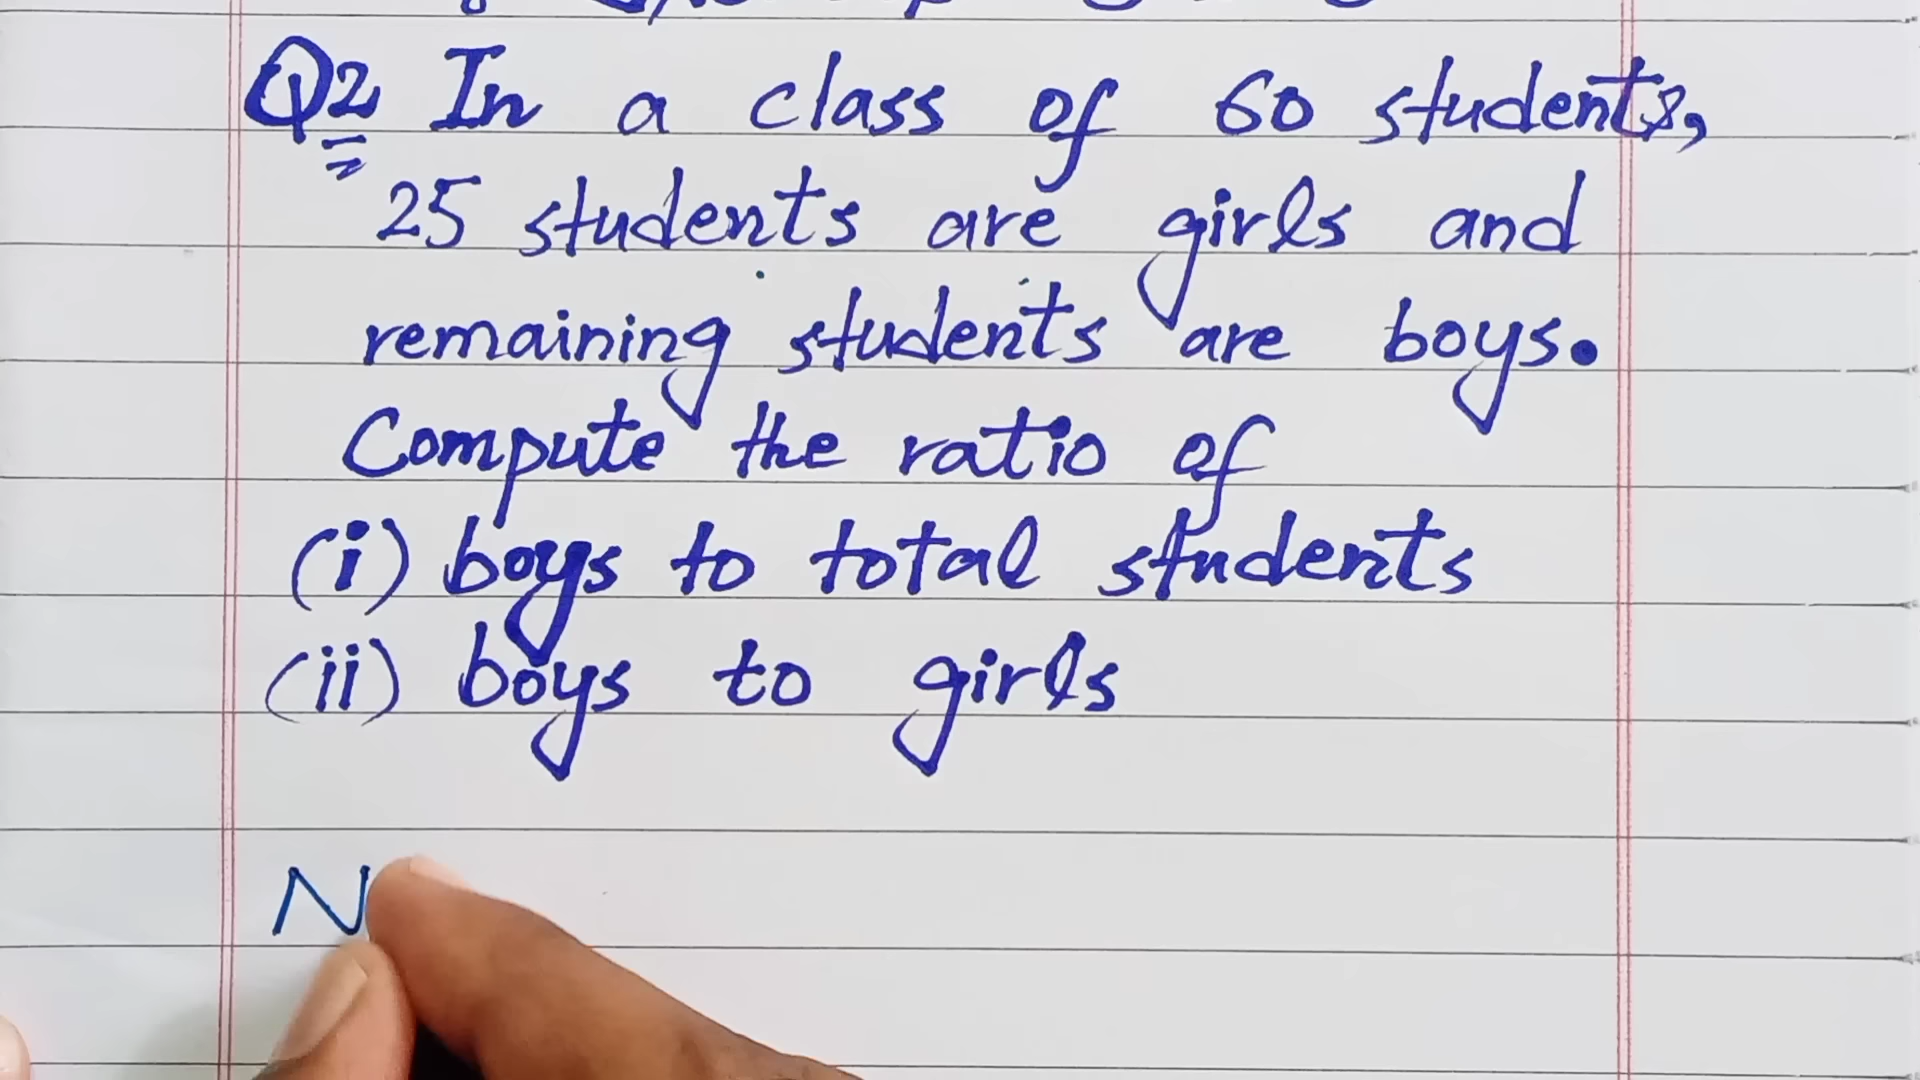 Q2 In a class of 60 students,
25 students are girls and
remaining students are boys.
Compute the ratio of
(i) boys to total students
(ii) boys to girls
N